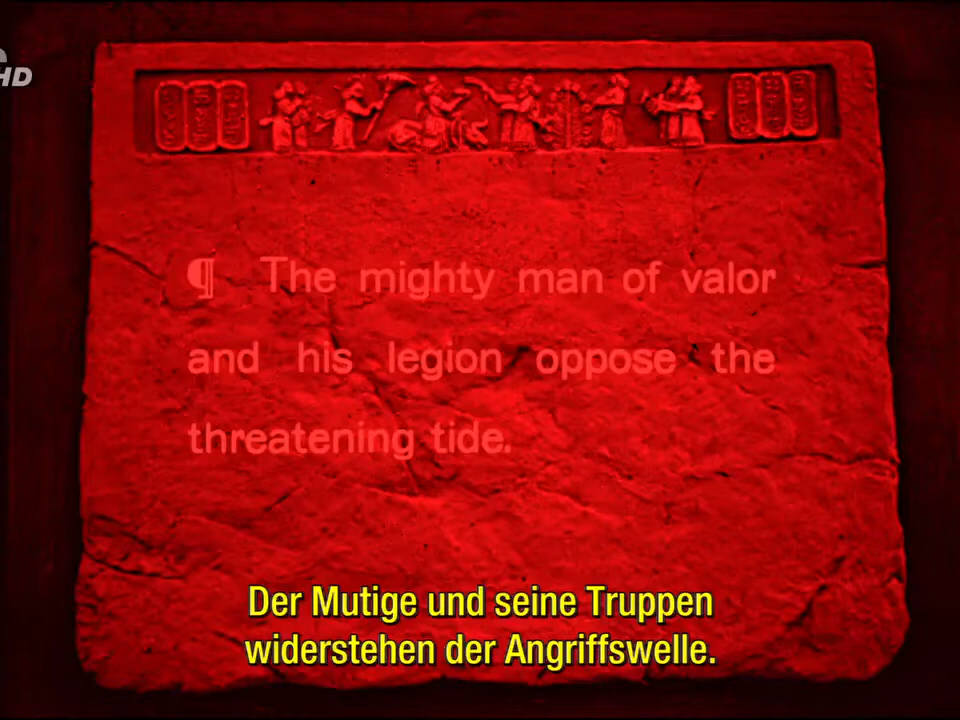 HD
¶ The mighty man of valor
and his legion oppose the
threatening tide.
Der Mutige und seine Truppen
widerstehen der Angriffswelle.